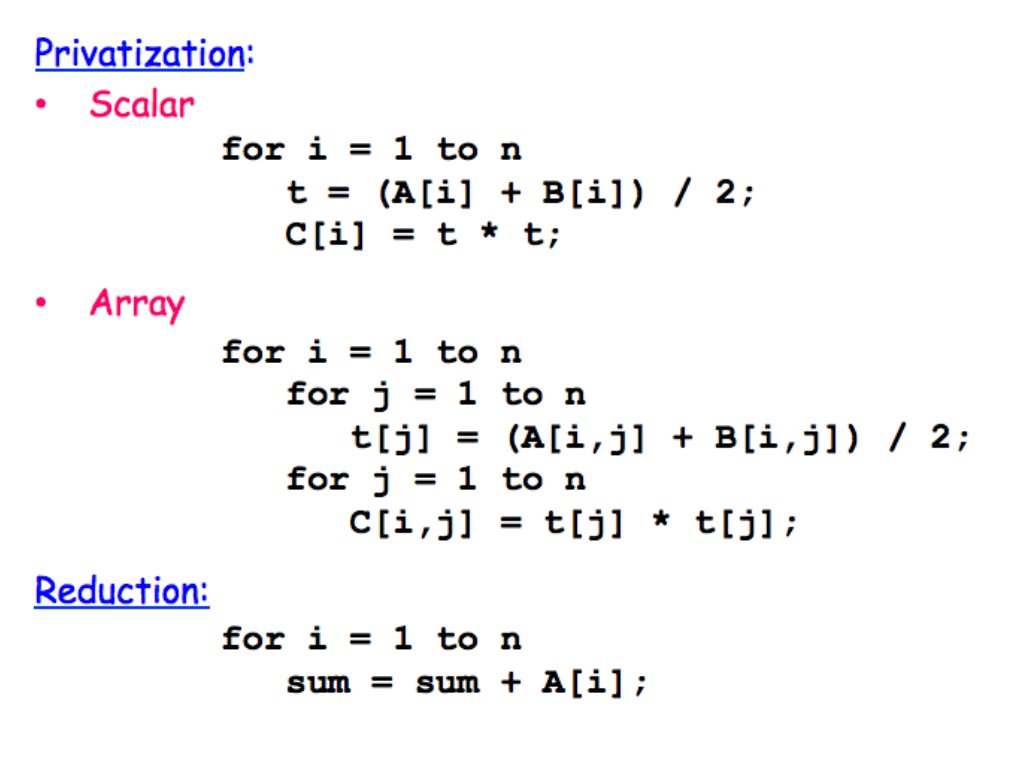 Privatization:
• Scalar
for i = 1 to n
t = (A[i] + B[i]) / 2;
C[i] = t * t;
• Array
for i = 1 to n
for j = 1 to n
t[j] = (A[i,j] + B[i,j]) / 2;
for j = 1 to n
C[i,j] = t[j] * t[j];
Reduction:
for i = 1 to n
sum = sum + A[i];